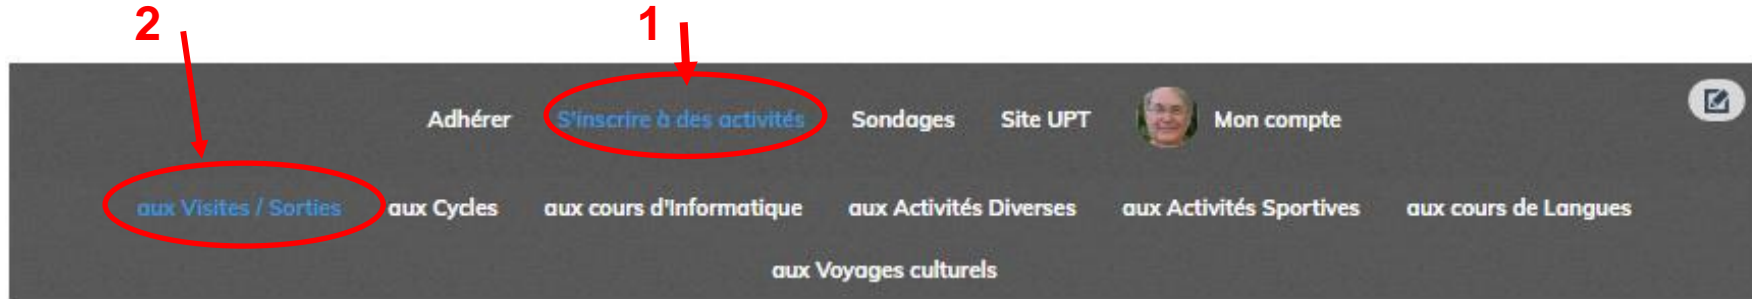 2 1
Adhérer S'inscrire à des activités Sondages Site UPT Mon compte
aux Visites / Sorties aux Cycles aux cours d'Informatique aux Activités Diverses aux Activités Sportives aux cours de Langues
aux Voyages culturels